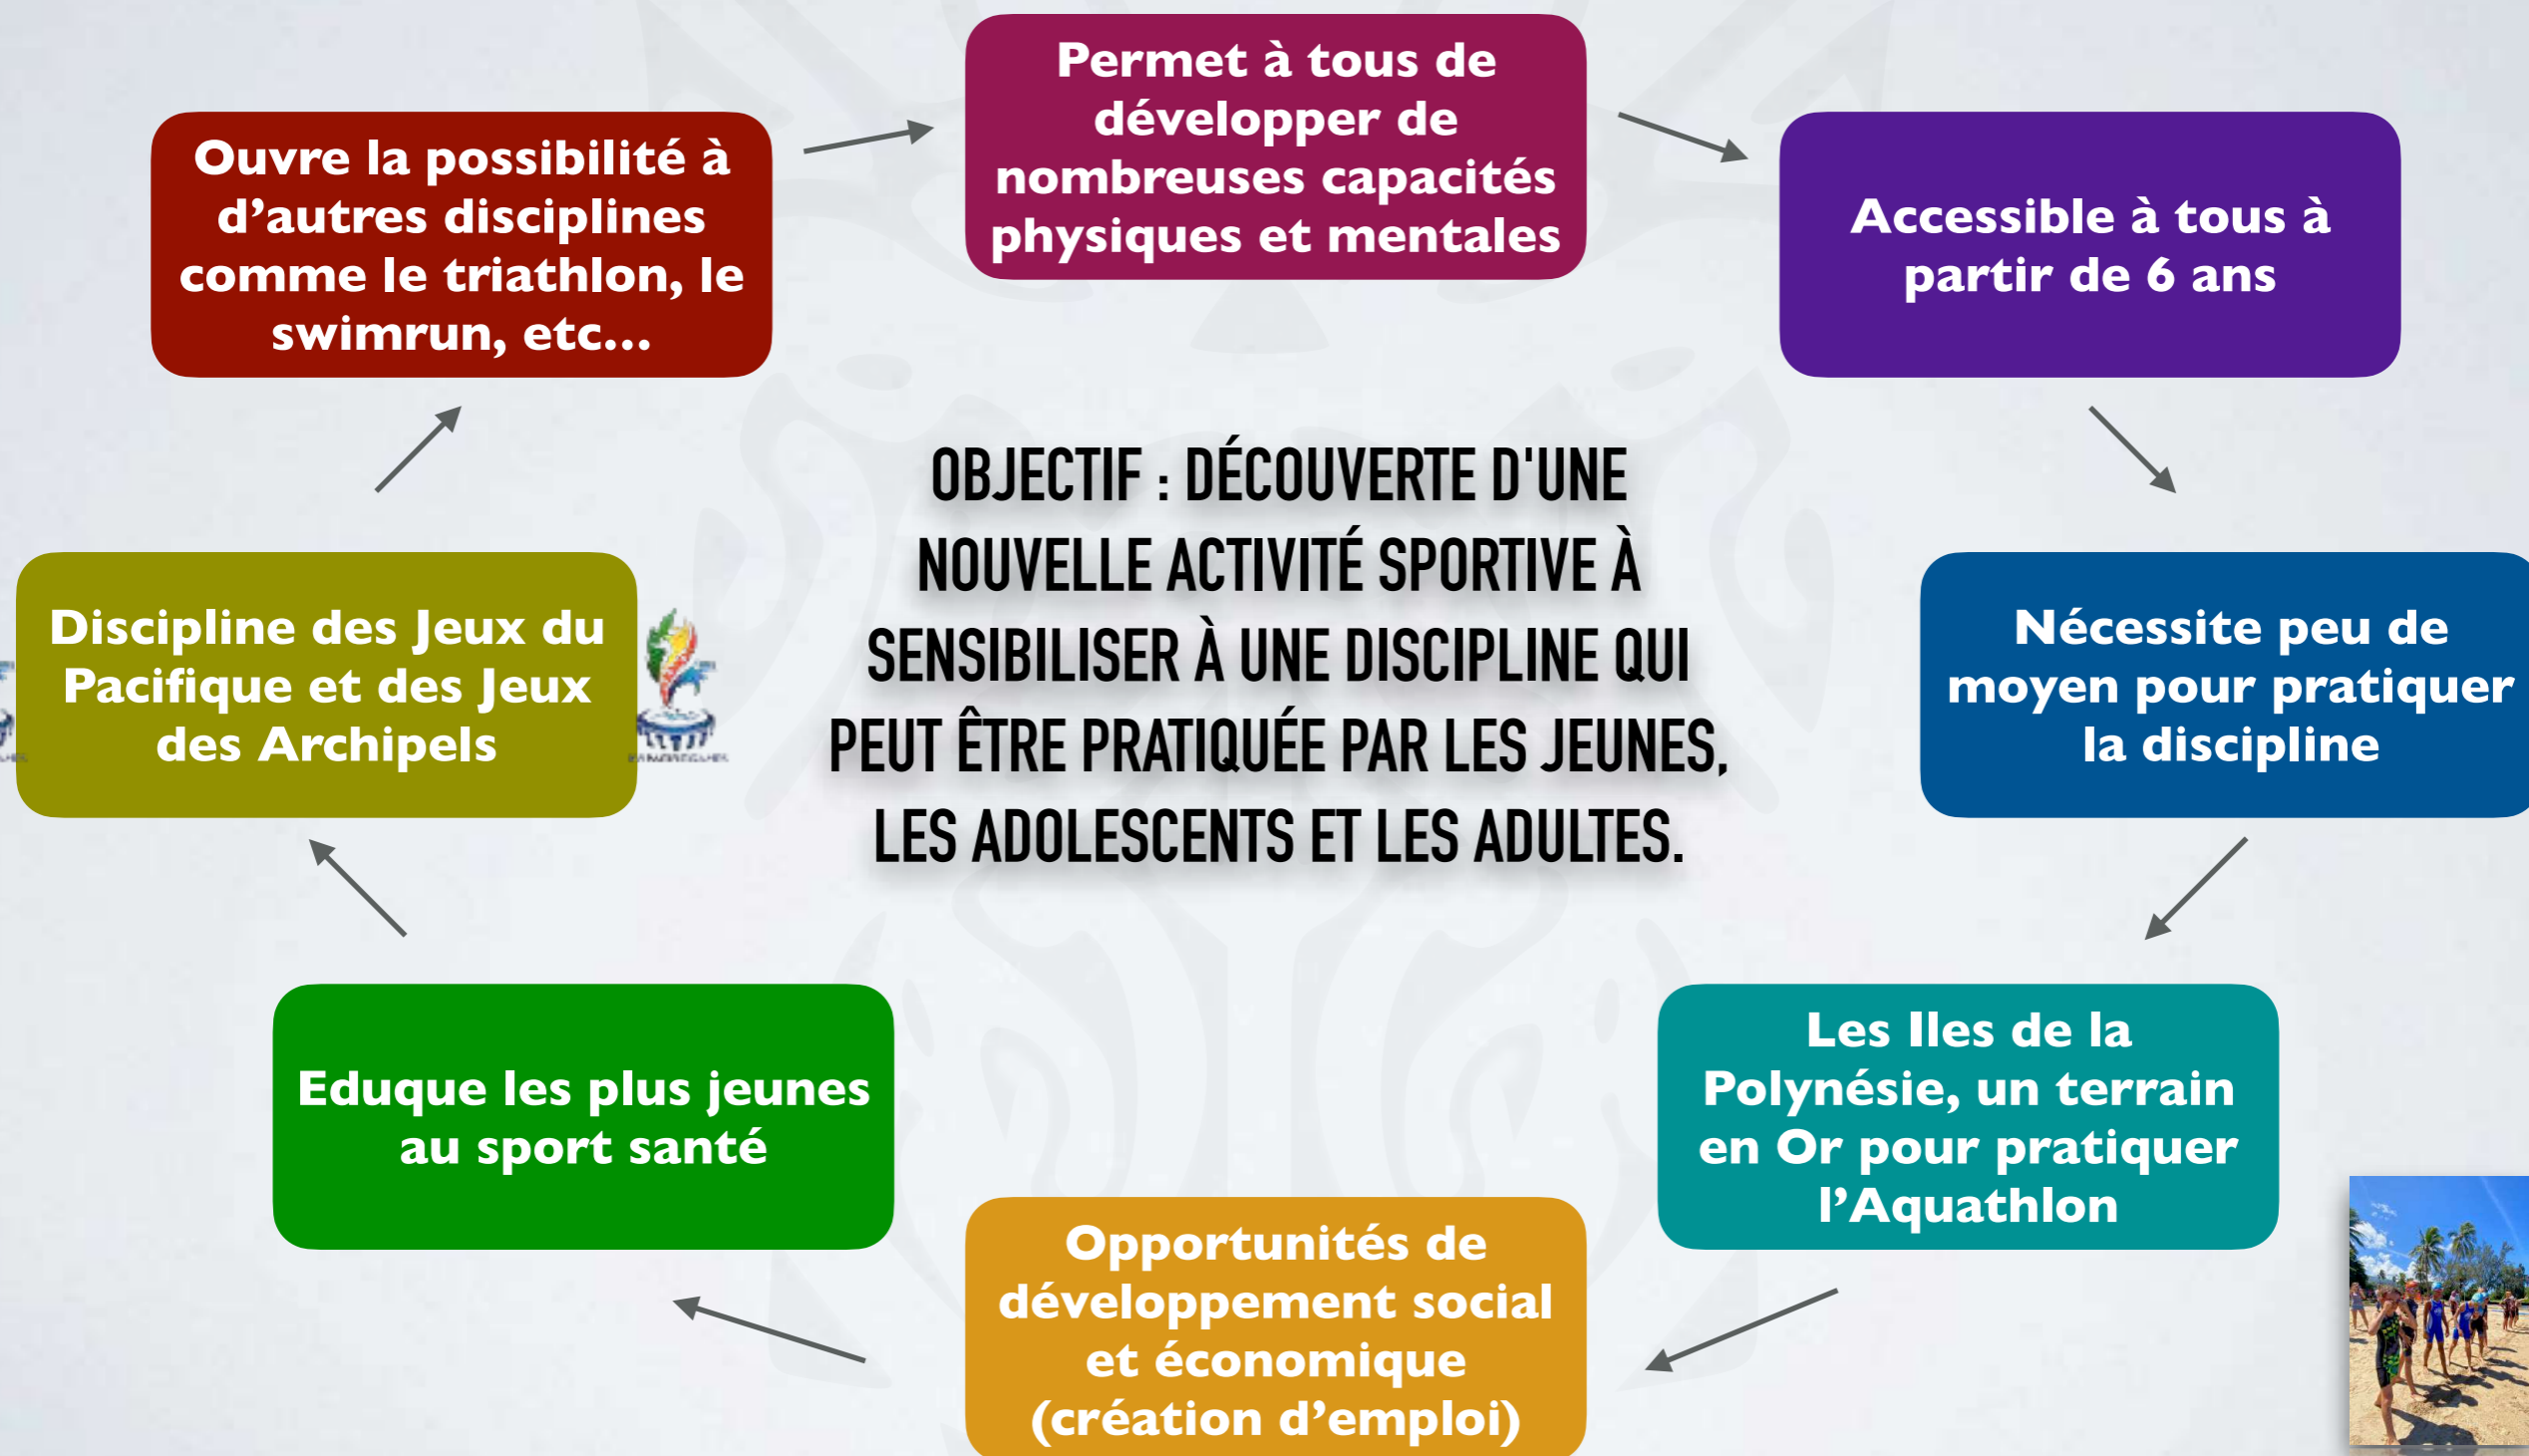 Permet à tous de
développer de
nombreuses capacités
physiques et mentales
Accessible à tous à
partir de 6 ans
Nécessite peu de
moyen pour pratiquer
la discipline
Les Iles de la
Polynésie, un terrain
en Or pour pratiquer
l’Aquathlon
Opportunités de
développement social
et économique
(création d’emploi)
Eduque les plus jeunes
au sport santé
Discipline des Jeux du
Pacifique et des Jeux
des Archipels
Ouvre la possibilité à
d’autres disciplines
comme le triathlon, le
swimrun, etc…
OBJECTIF : DÉCOUVERTE D'UNE
NOUVELLE ACTIVITÉ SPORTIVE À
SENSIBILISER À UNE DISCIPLINE QUI
PEUT ÊTRE PRATIQUÉE PAR LES JEUNES,
LES ADOLESCENTS ET LES ADULTES.